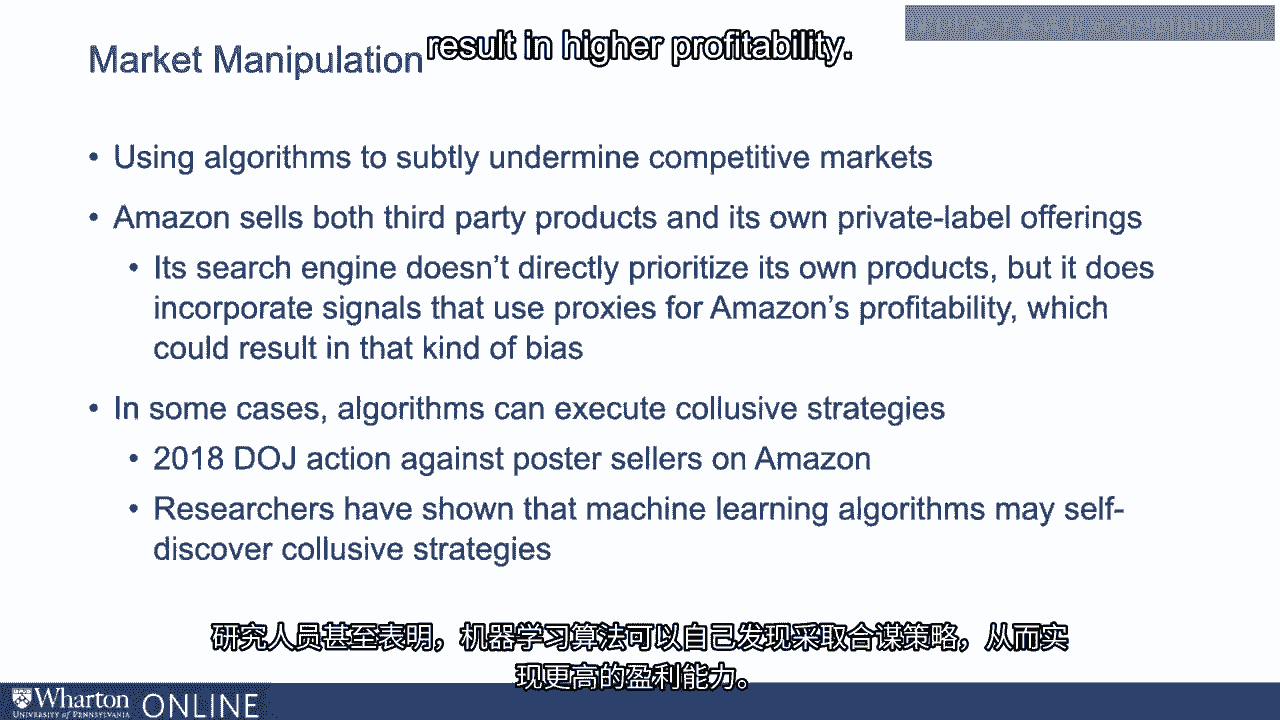 Market Manipulation
result in higher profitability.
• Using algorithms to subtly undermine competitive markets
• Amazon sells both third party products and its own private-label offerings
• Its search engine doesn’t directly prioritize its own products, but it does
incorporate signals that use proxies for Amazon’s profitability, which
could result in that kind of bias
• In some cases, algorithms can execute collusive strategies
• 2018 DOJ action against poster sellers on Amazon
• Researchers have shown that machine learning algorithms may self-
discover collusive strategies
研究人员甚至表明，机器学习算法可以自己发现采取合谋策略，从而实
现更高的盈利能力。
Wharton ONLINE
UNIVERSITY of PENNSYLVANIA